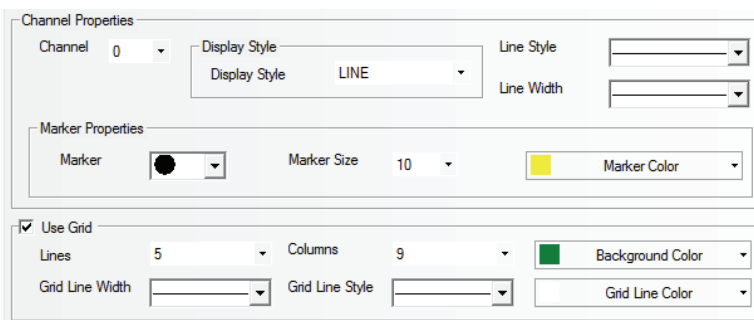 Channel Properties
Channel 0
Display Style
Display Style LINE
Line Style
Line Width
Marker Properties
Marker Marker Size 10 Marker Color
Use Grid
Lines 5 Columns 9 Background Color
Grid Line Width Grid Line Style Grid Line Color